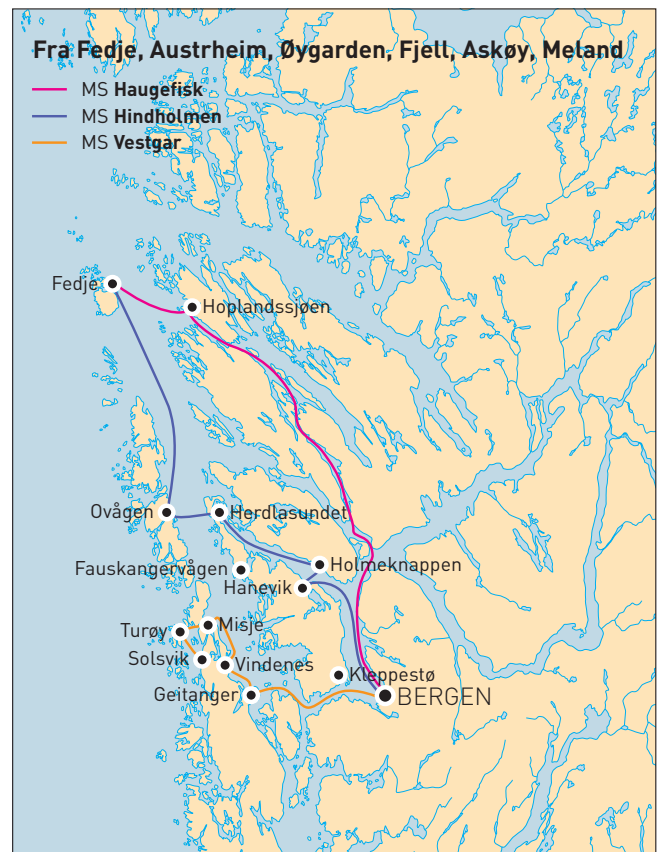 Fra Fedje, Austrheim, Øygarden, Fjell, Askøy, Meland
MS Haugefisk
MS Hindholmen
MS Vestgar
Fedje
Hoplandssjøen
Ovågen
Herdlasundet
Fauskangervågen
Holmeknappen
Hanevik
Misje
Turøy
Solsvik
Vindenes
Kleppestø
Geitanger
BERGEN